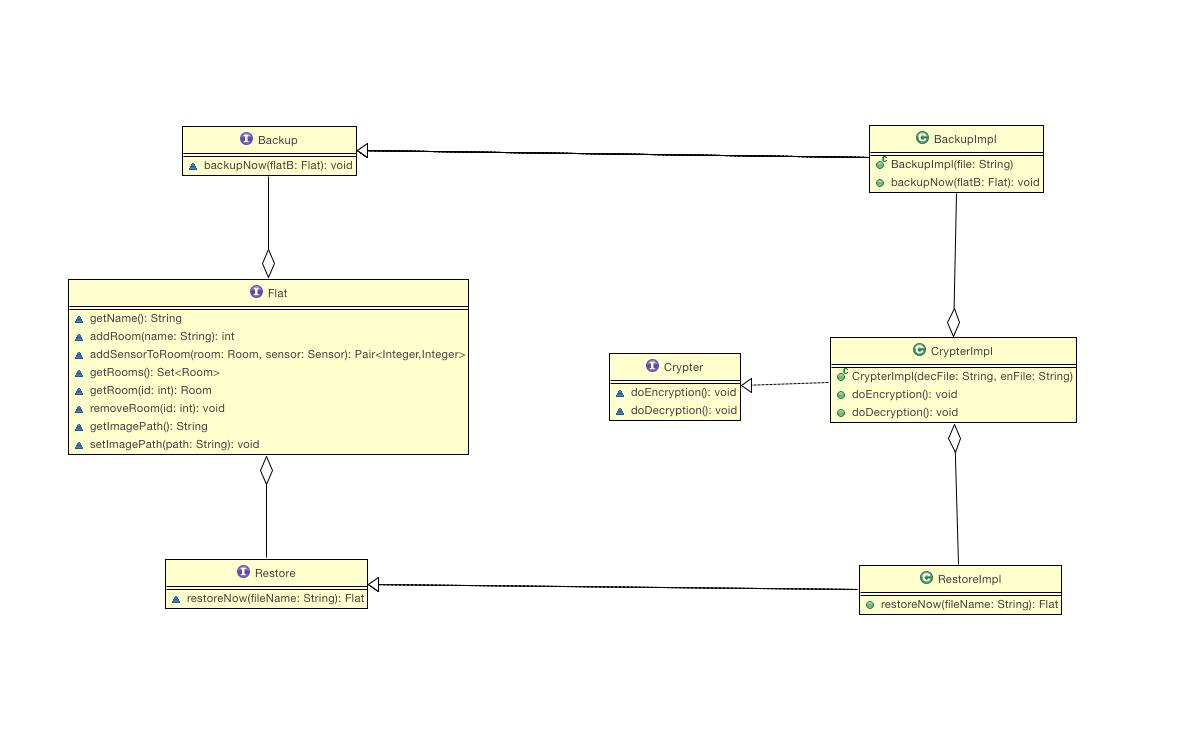 Backup
backupNow(flatB: Flat): void
BackupImpl
BackupImpl(file: String)
backupNow(flatB: Flat): void
Flat
getName(): String
addRoom(name: String): int
addSensorToRoom(room: Room, sensor: Sensor): Pair<Integer,Integer>
getRooms(): Set<Room>
getRoom(id: int): Room
removeRoom(id: int): void
getImagePath(): String
setImagePath(path: String): void
Crypter
doEncryption(): void
doDecryption(): void
CrypterImpl
CrypterImpl(decFile: String, enFile: String)
doEncryption(): void
doDecryption(): void
Restore
restoreNow(fileName: String): Flat
RestoreImpl
restoreNow(fileName: String): Flat